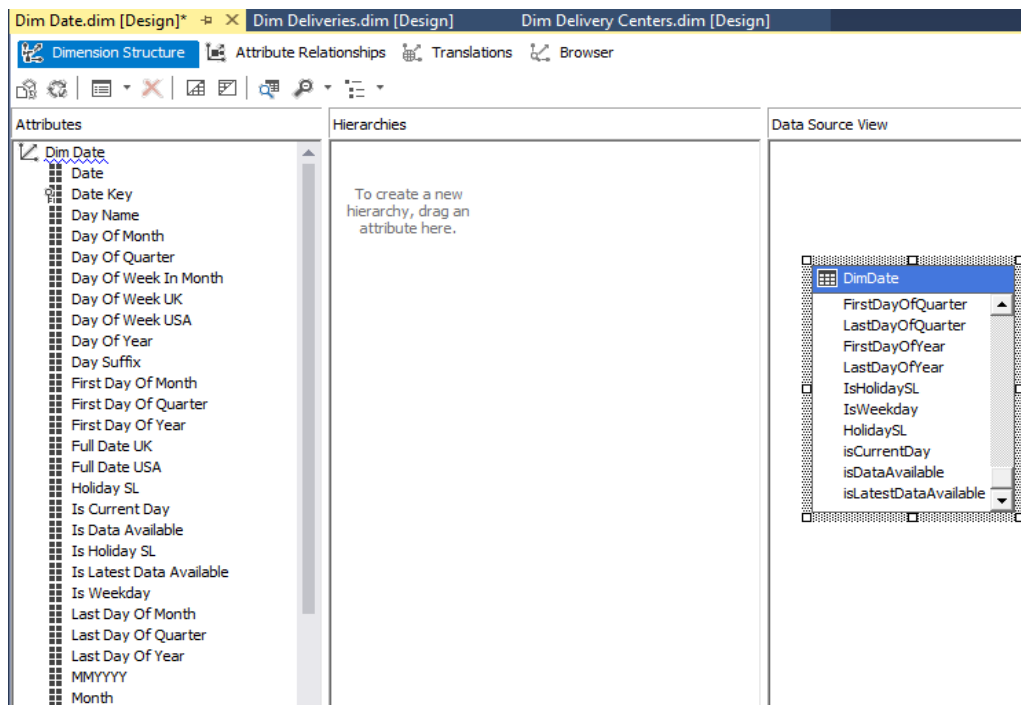 Dim Date.dim [Design]* Dim Deliveries.dim [Design] Dim Delivery Centers.dim [Design]
Dimension Structure Attribute Relationships Translations Browser
Attributes
Dim Date
Date
Date Key
Day Name
Day Of Month
Day Of Quarter
Day Of Week In Month
Day Of Week UK
Day Of Week USA
Day Of Year
Day Suffix
First Day Of Month
First Day Of Quarter
First Day Of Year
Full Date UK
Full Date USA
Holiday SL
Is Current Day
Is Data Available
Is Holiday SL
Is Latest Data Available
Is Weekday
Last Day Of Month
Last Day Of Quarter
Last Day Of Year
MMYYYY
Month
Hierarchies
To create a new
hierarchy, drag an
attribute here.
Data Source View
DimDate
FirstDayOfQuarter
LastDayOfQuarter
FirstDayOfYear
LastDayOfYear
IsHolidaySL
IsWeekday
HolidaySL
isCurrentDay
isDataAvailable
isLatestDataAvailable